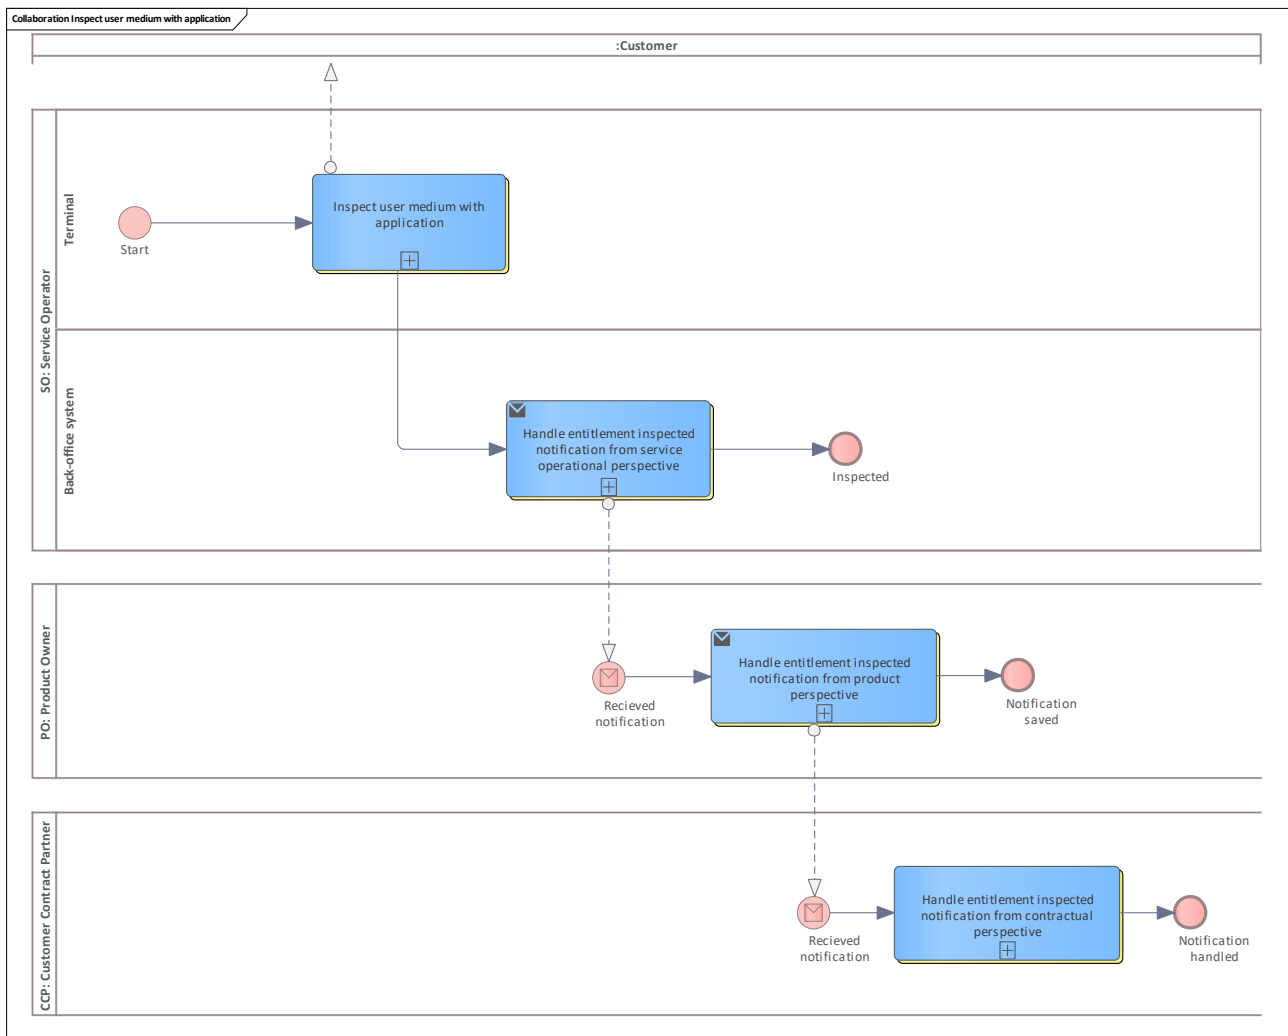 Collaboration Inspect user medium with application
:Customer
SO: Service Operator
Terminal
Start
Inspect user medium with
application
Back-office system
Handle entitlement inspected
notification from service
operational perspective
Inspected
PO: Product Owner
Recieved
notification
Handle entitlement inspected
notification from product
perspective
Notification
saved
CCP: Customer Contract Partner
Recieved
notification
Handle entitlement inspected
notification from contractual
perspective
Notification
handled